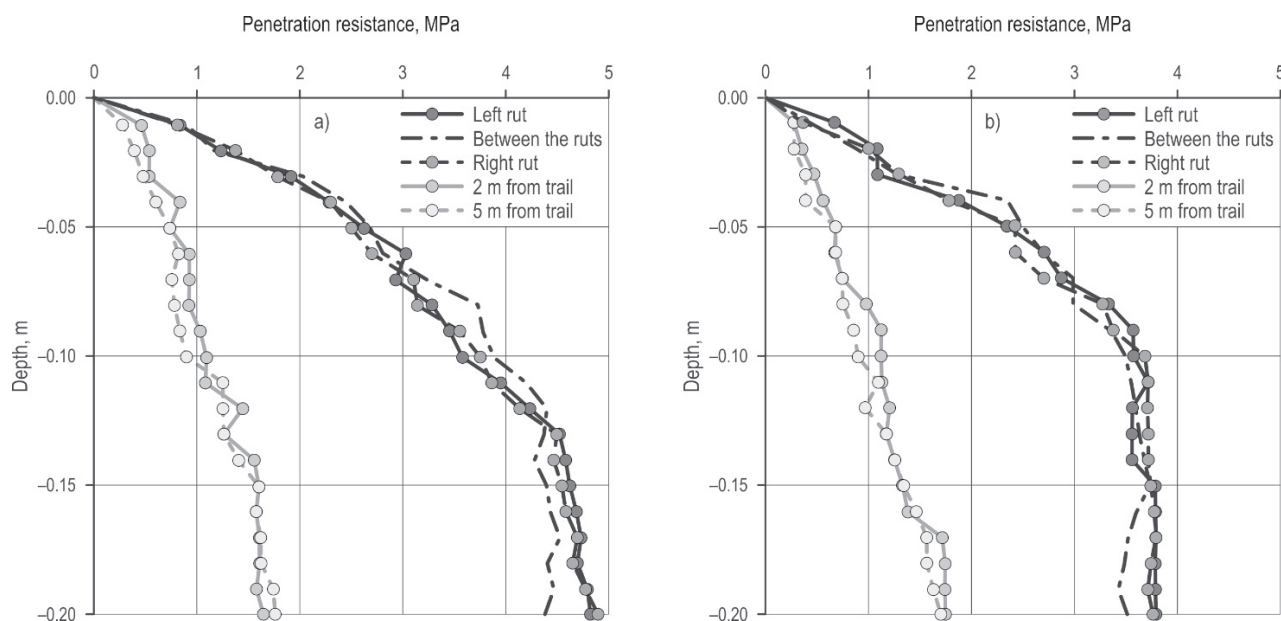 Penetration resistance, MPa
0 1 2 3 4 5
0.00
–0.05
–0.10
–0.15
–0.20
Depth, m
a)
Left rut
Between the ruts
Right rut
2 m from trail
5 m from trail
Penetration resistance, MPa
0 1 2 3 4 5
0.00
–0.05
–0.10
–0.15
–0.20
Depth, m
b)
Left rut
Between the ruts
Right rut
2 m from trail
5 m from trail